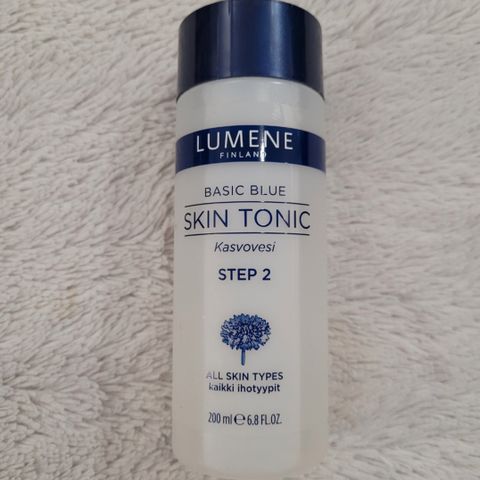 LUMENE
FINLAND
BASIC BLUE
SKIN TONIC
Kasvovesi
STEP 2
ALL SKIN TYPES
kaikki ihotyypit
200 ml ℮ 6.8 FL.OZ.